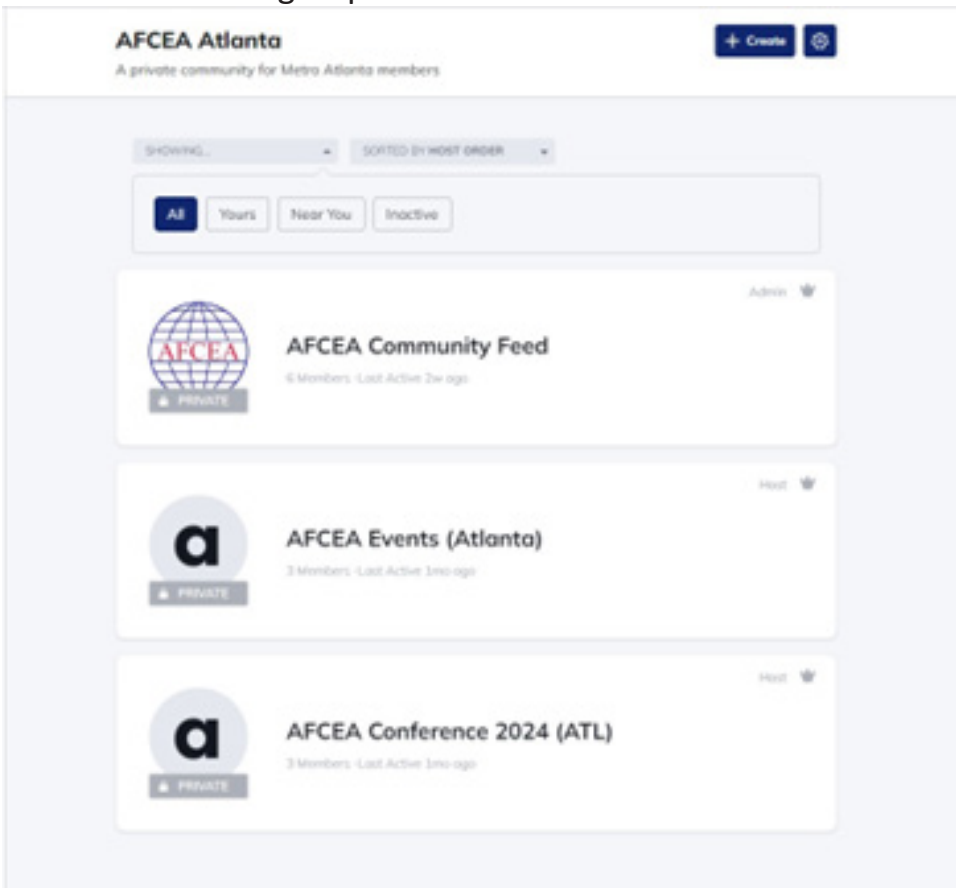 AFCEA Atlanta
+ Create
A private community for Metro Atlanta members
SHOWING...
SORTED BY HOST ORDER
All
Yours
Near You
Inactive
Admin
AFCEA
PRIVATE
AFCEA Community Feed
6 Members · Last Active 2w ago
Host
a
PRIVATE
AFCEA Events (Atlanta)
3 Members · Last Active 1mo ago
Host
a
PRIVATE
AFCEA Conference 2024 (ATL)
3 Members · Last Active 1mo ago